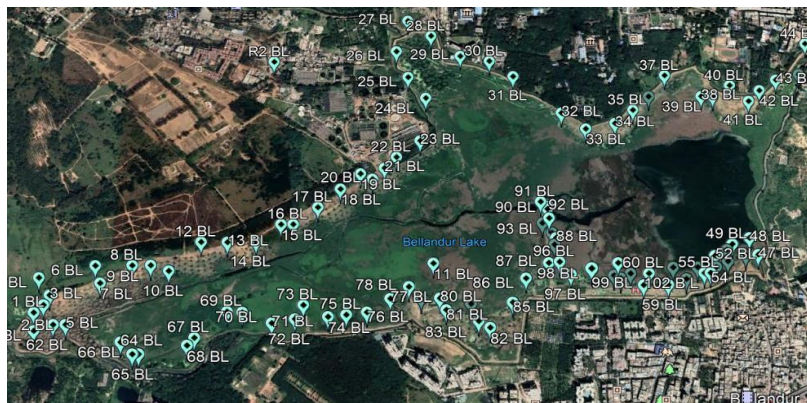 27 BL
28 BL
44 B
26 BL
29 BL
30 BL
R2 BL
25 BL
31 BL
37 BL
40 BL
43 BL
24 BL
35 BL
39 BL
38 BL
42 BL
41 BL
32 BL
34 BL
33 BL
23 BL
22 BL
21 BL
20 BL
19 BL
18 BL
17 BL
16 BL
15 BL
91 BL
90 BL
92 BL
93 BL
88 BL
12 BL
13 BL
14 BL
Bellandur Lake
49 BL
48 BL
47 BL
52 BL
96 BL
6 BL
8 BL
9 BL
10 BL
7 BL
11 BL
87 BL
98 BL
60 BL
55 BL
54 BL
BL
3 BL
1 BL
86 BL
97 BL
99 BL
102 BL
59 BL
78 BL
77 BL
80 BL
85 BL
69 BL
70 BL
73 BL
75 BL
76 BL
81 BL
BL
2 BL
5 BL
62 BL
71 BL
72 BL
74 BL
83 BL
82 BL
64 BL
67 BL
66 BL
68 BL
65 BL
Bellandur